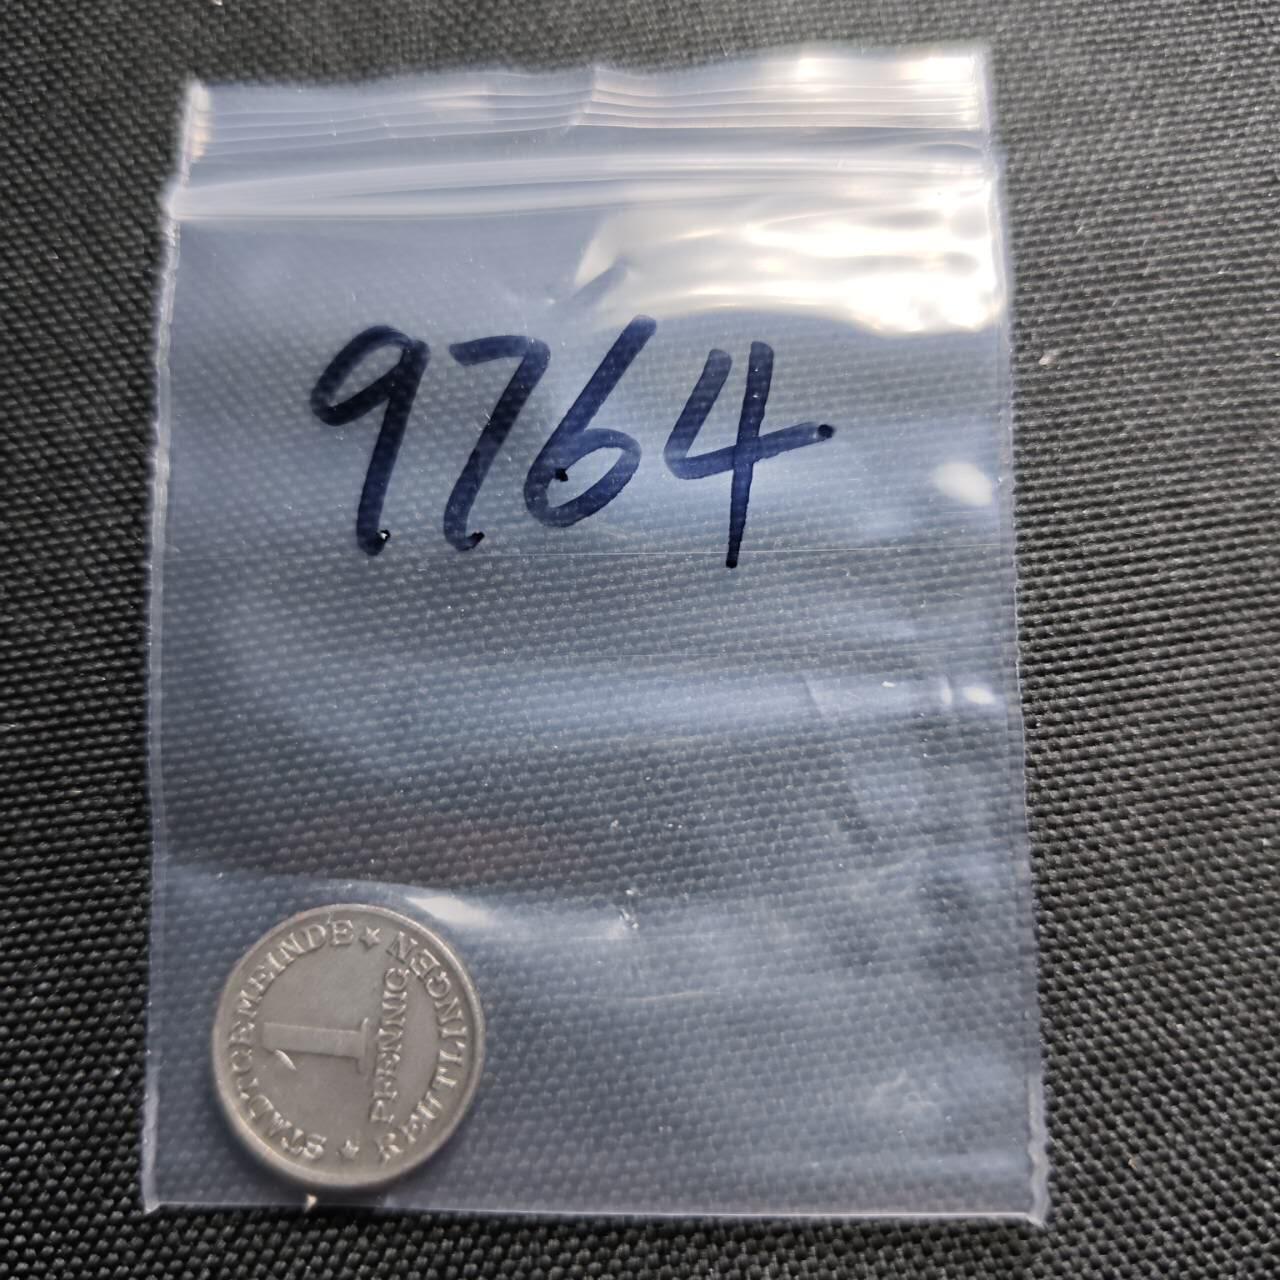 9764
STADTGEMEINDE
1
PFENNIG
REUTLINGEN